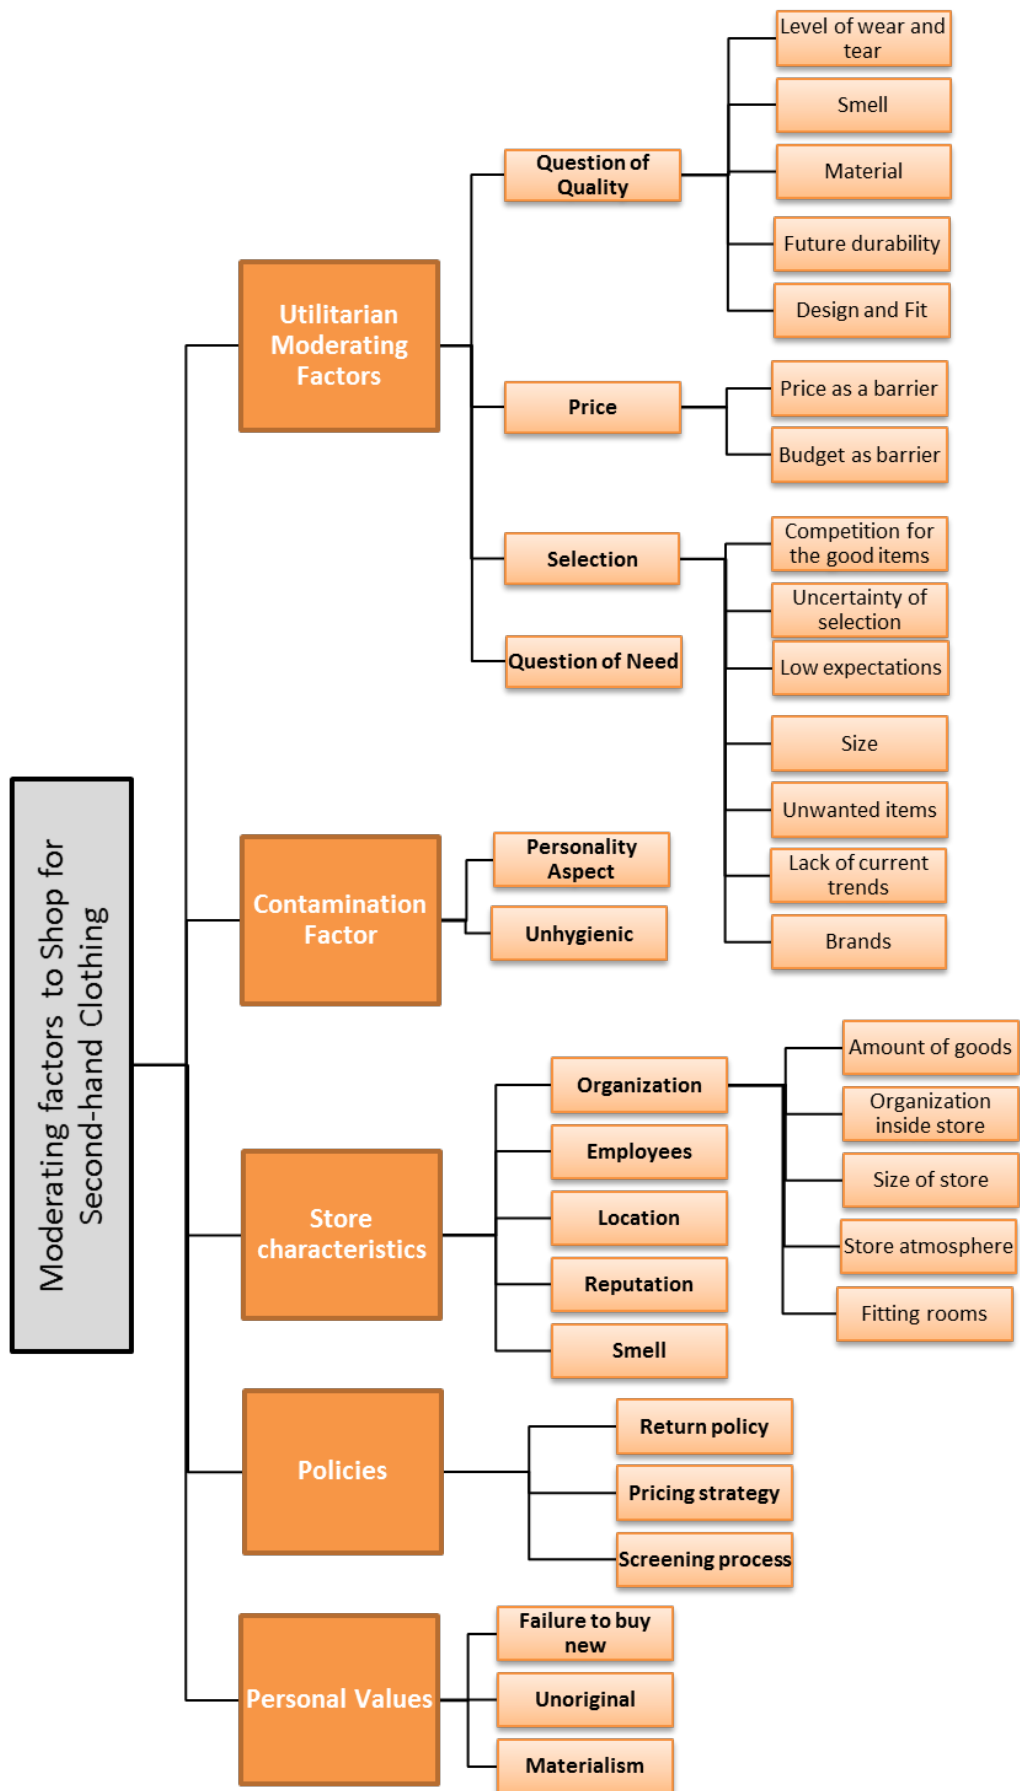 Moderating factors to Shop for
Second-hand Clothing
Utilitarian
Moderating
Factors
Question of
Quality
Level of wear and
tear
Smell
Material
Future durability
Design and Fit
Price
Price as a barrier
Budget as barrier
Selection
Competition for
the good items
Uncertainty of
selection
Low expectations
Size
Unwanted items
Lack of current
trends
Brands
Question of Need
Contamination
Factor
Personality
Aspect
Unhygienic
Store
characteristics
Organization
Amount of goods
Organization
inside store
Size of store
Store atmosphere
Fitting rooms
Employees
Location
Reputation
Smell
Policies
Return policy
Pricing strategy
Screening process
Personal Values
Failure to buy
new
Unoriginal
Materialism